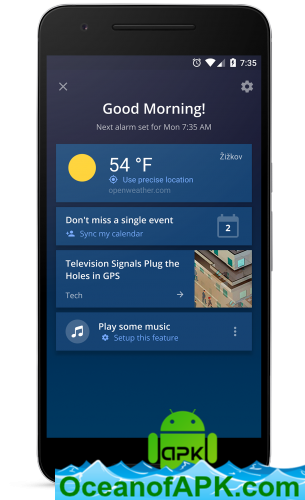 7:35
Good Morning!
Next alarm set for Mon 7:35 AM
54 °F
Žižkov
Use precise location
openweather.com
Don't miss a single event
Sync my calendar
2
Television Signals Plug the
Holes in GPS
Tech
Play some music
Setup this feature
APK
OceanofAPK.com